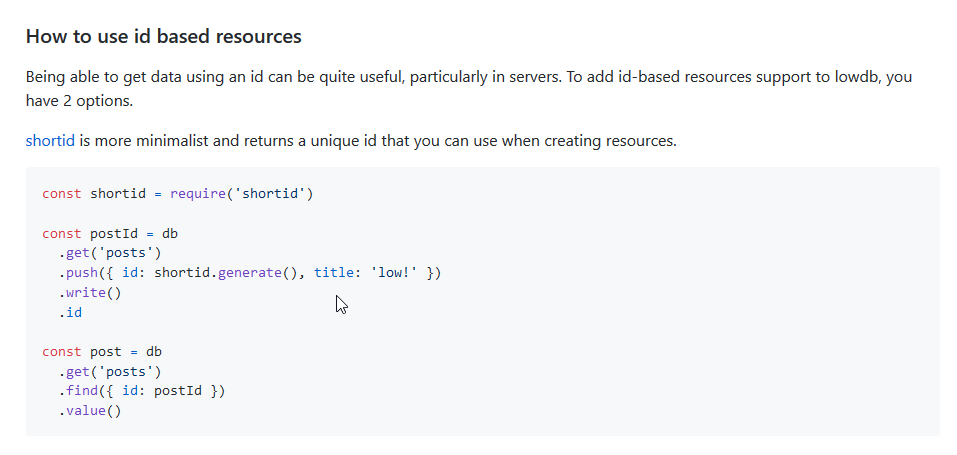 How to use id based resources
Being able to get data using an id can be quite useful, particularly in servers. To add id-based resources support to lowdb, you
have 2 options.
shortid is more minimalist and returns a unique id that you can use when creating resources.
const shortid = require('shortid')
const postId = db
  .get('posts')
  .push({ id: shortid.generate(), title: 'low!' })
  .write()
  .id
const post = db
  .get('posts')
  .find({ id: postId })
  .value()